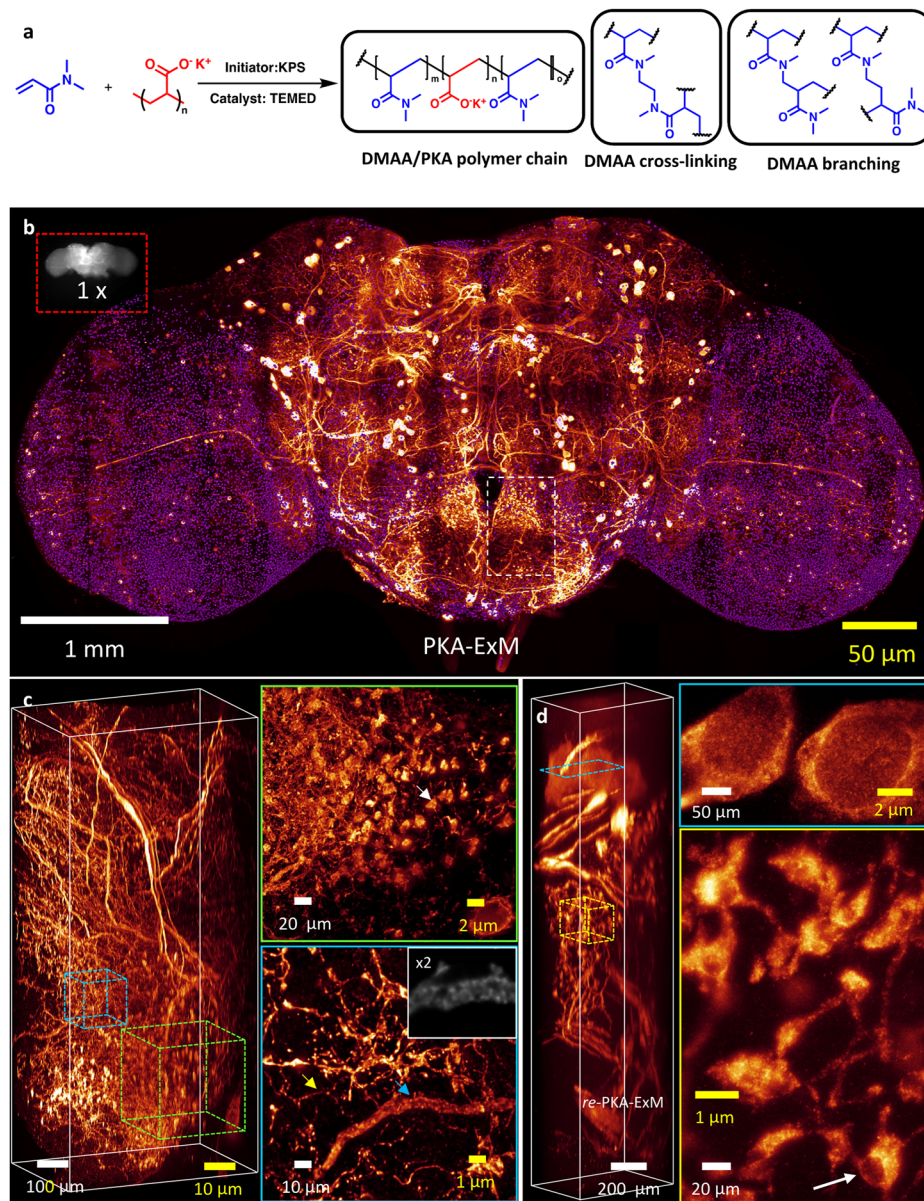 a
O
N
+
O
O⁻ K⁺
n
Initiator:KPS
Catalyst: TEMED
m
n
o
O
N
O
O⁻K⁺
O
N
DMAA/PKA polymer chain
O
N
N
O
DMAA cross-linking
O
N
O
N
O
N
O
N
DMAA branching
b
1 x
1 mm
PKA-ExM
50 μm
c
100 μm
10 μm
20 μm
2 μm
x2
10 μm
1 μm
d
re-PKA-ExM
200 μm
50 μm
2 μm
1 μm
20 μm